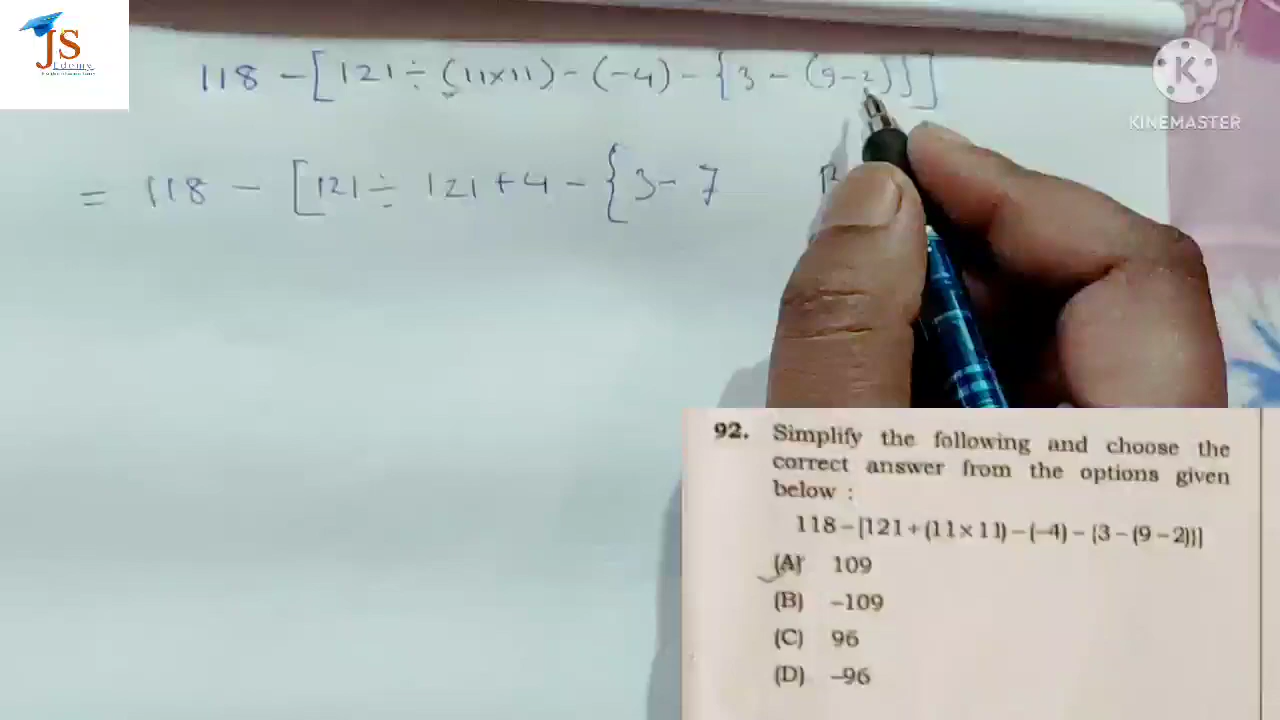 JS
Edemy
KINEMASTER
118 - [121 ÷ (11×11) - (-4) - {3 - (9-2)}]
= 118 - [121 ÷ 121 + 4 - {3 - 7
92. Simplify the following and choose the
correct answer from the options given
below :
118 – [121 ÷ (11 × 11) – (–4) – {3 – (9 – 2)}]
(A) 109
(B) –109
(C) 96
(D) –96